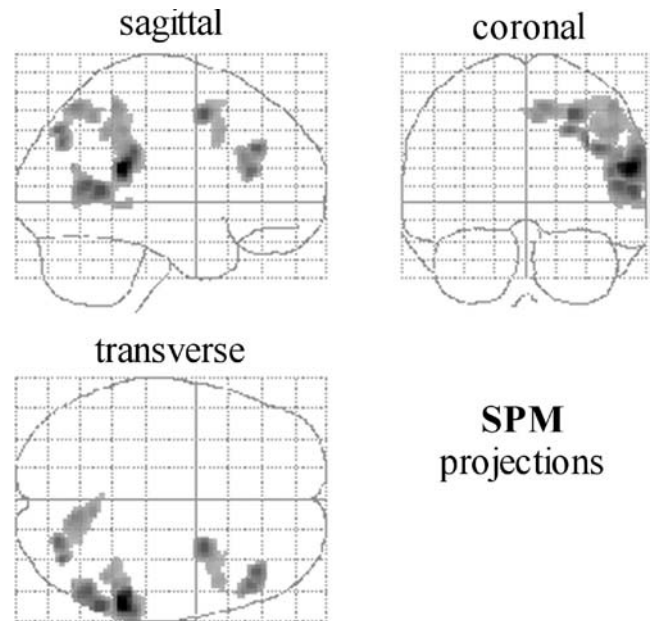 sagittal
coronal
transverse
SPM
projections